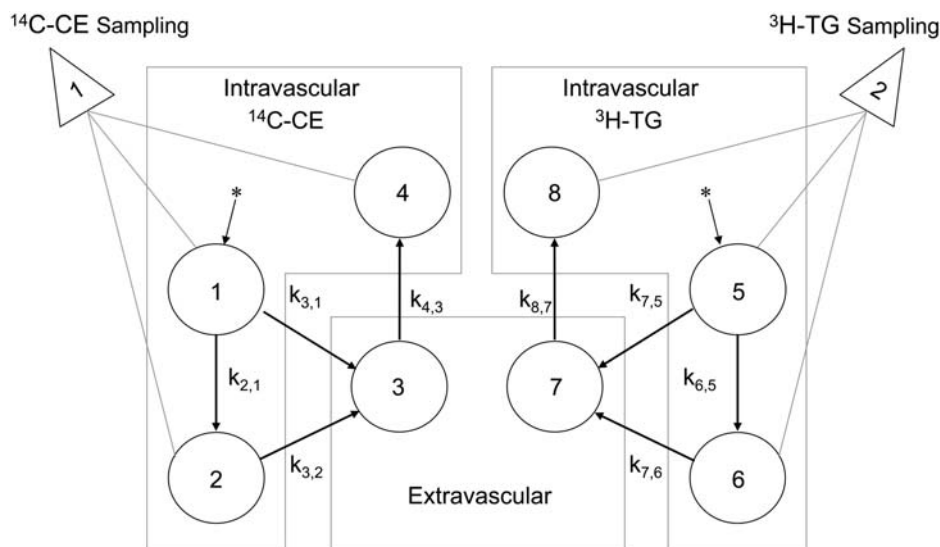 ¹⁴C-CE Sampling
³H-TG Sampling
1
2
Intravascular
¹⁴C-CE
Intravascular
³H-TG
*
4
8
*
1
k3,1
k4,3
k8,7
k7,5
5
k2,1
3
7
k6,5
2
k3,2
k7,6
6
Extravascular